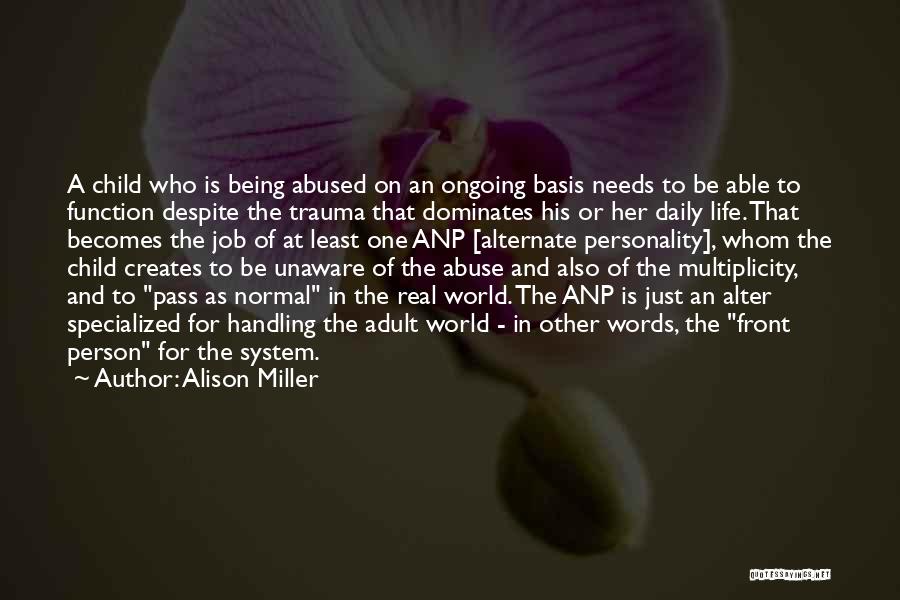 A child who is being abused on an ongoing basis needs to be able to
function despite the trauma that dominates his or her daily life. That
becomes the job of at least one ANP [alternate personality], whom the
child creates to be unaware of the abuse and also of the multiplicity,
and to "pass as normal" in the real world. The ANP is just an alter
specialized for handling the adult world - in other words, the "front
person" for the system.
~ Author: Alison Miller
QUOTESSAYINGS.NET